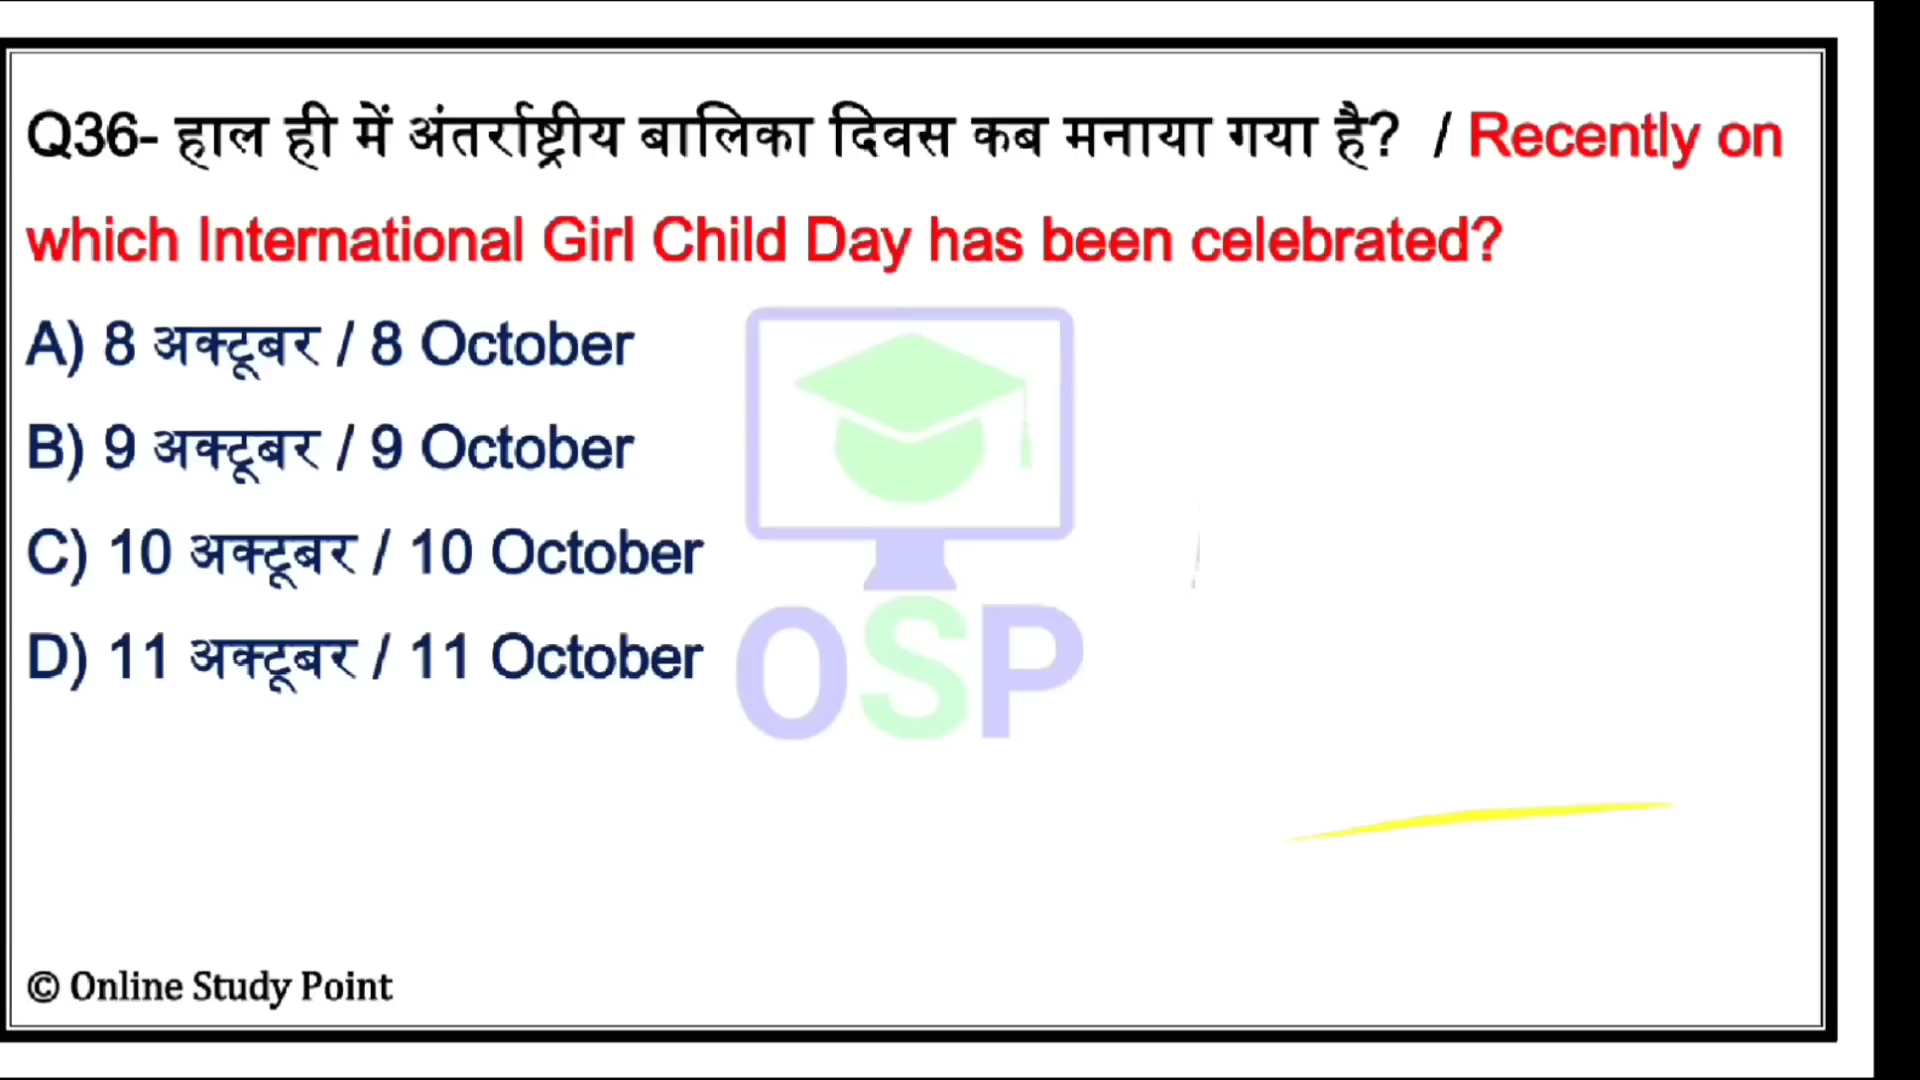 Q36- हाल ही में अंतर्राष्ट्रीय बालिका दिवस कब मनाया गया है? / Recently on
which International Girl Child Day has been celebrated?
A) 8 अक्टूबर / 8 October
B) 9 अक्टूबर / 9 October
C) 10 अक्टूबर / 10 October
D) 11 अक्टूबर / 11 October
OSP
© Online Study Point